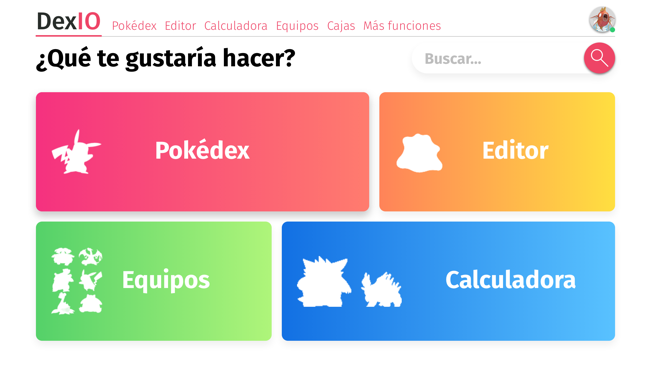 DexIO Pokédex Editor Calculadora Equipos Cajas Más funciones
¿Qué te gustaría hacer? Buscar...
Pokédex Editor
Equipos Calculadora